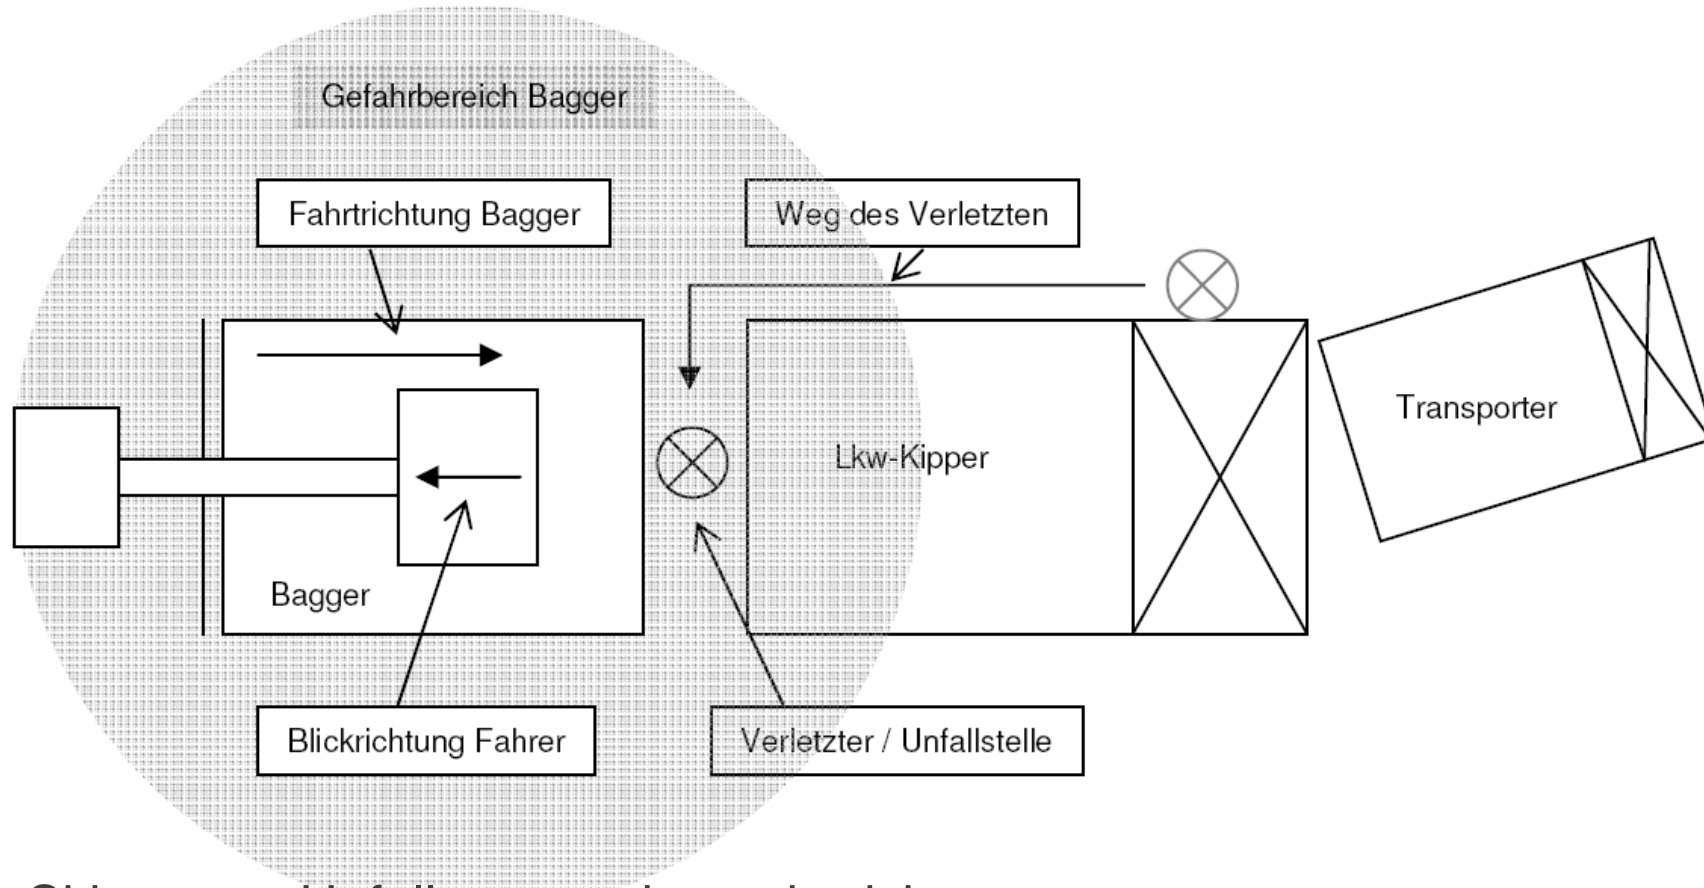 Gefahrbereich Bagger
Fahrtrichtung Bagger
Weg des Verletzten
Transporter
Lkw-Kipper
Bagger
Blickrichtung Fahrer
Verletzter / Unfallstelle